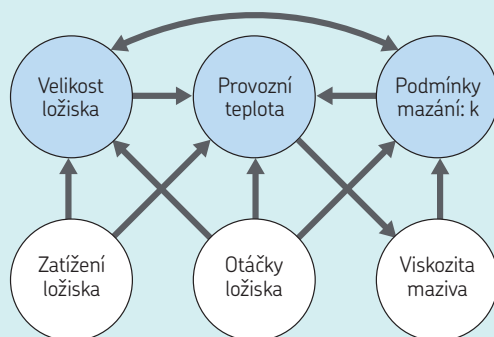 Velikost
ložiska
Provozní
teplota
Podmínky
mazání: k
Zatížení
ložiska
Otáčky
ložiska
Viskozita
maziva